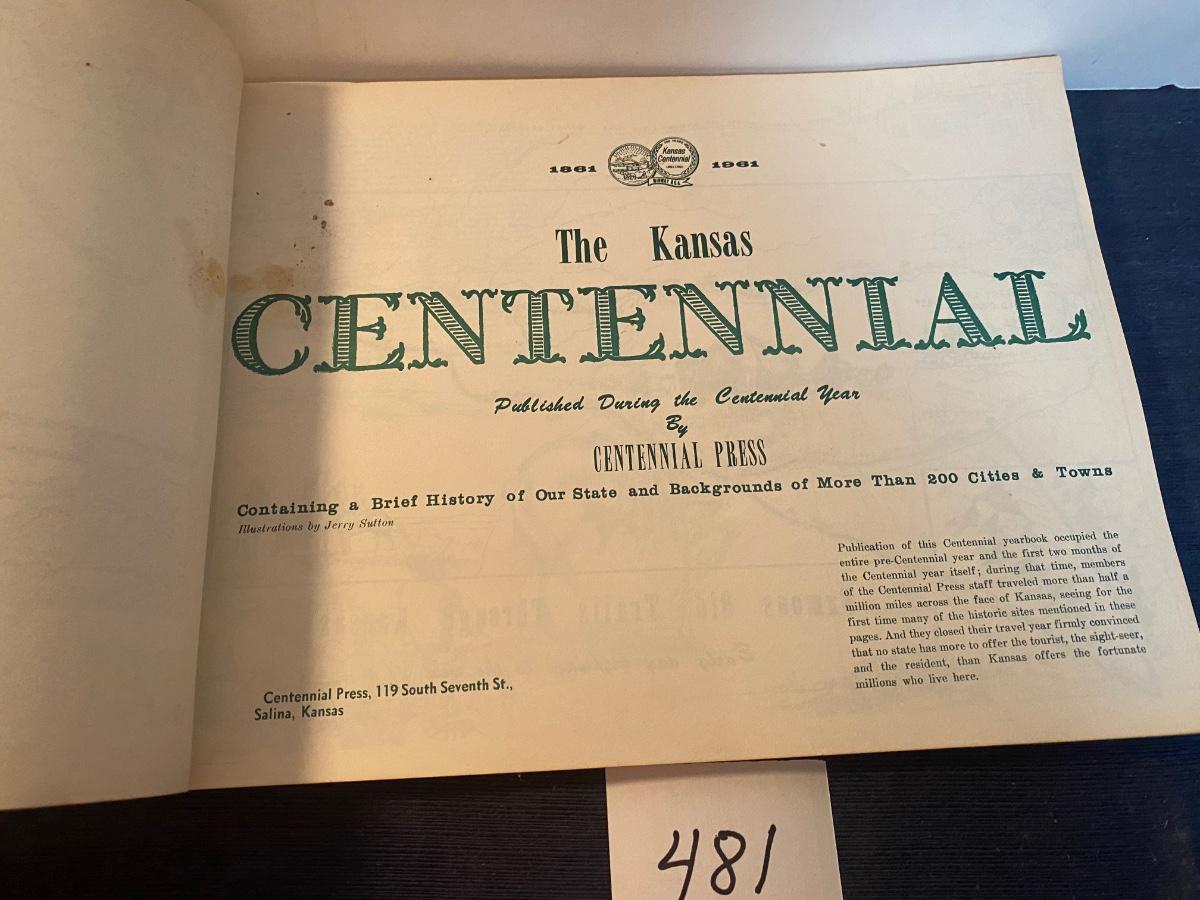 1861 Kansas Centennial 1961
MIDWAY U.S.A.
The Kansas
CENTENNIAL
Published During the Centennial Year
By
CENTENNIAL PRESS
Containing a Brief History of Our State and Backgrounds of More Than 200 Cities & Towns
Illustrations by Jerry Sutton
Publication of this Centennial yearbook occupied the
entire pre-Centennial year and the first two months of
the Centennial year itself; during that time, members
of the Centennial Press staff traveled more than half a
million miles across the face of Kansas, seeing for the
first time many of the historic sites mentioned in these
pages. And they closed their travel year firmly convinced
that no state has more to offer the tourist, the sight-seer,
and the resident, than Kansas offers the fortunate
millions who live here.
Centennial Press, 119 South Seventh St.,
Salina, Kansas
481